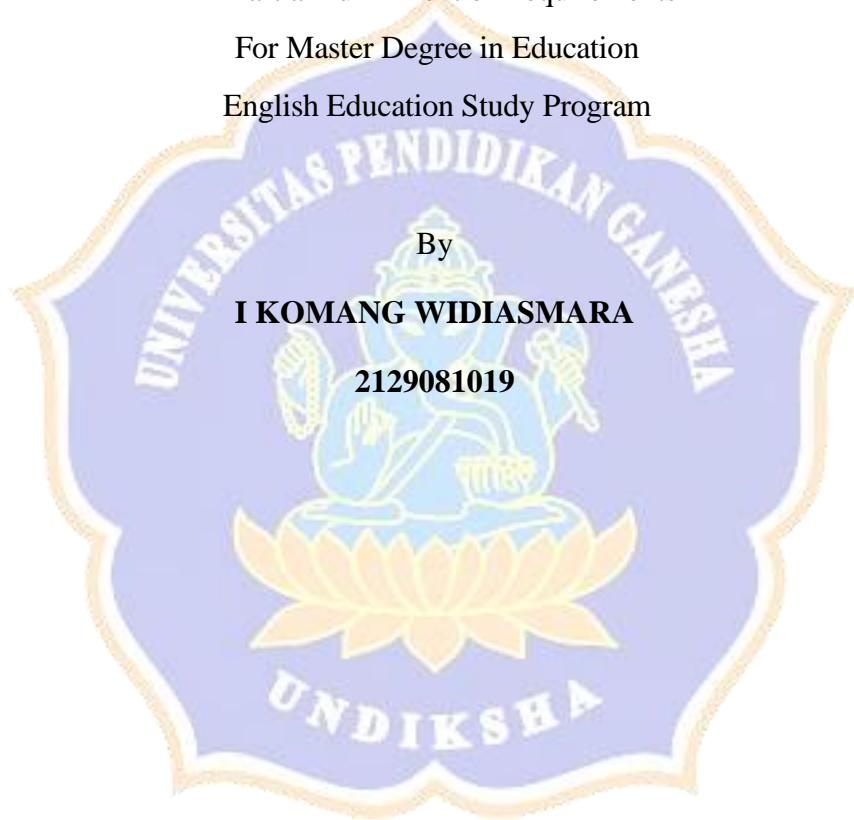 For Master Degree in Education
English Education Study Program
UNIVERSITAS PENDIDIKAN GANESHA
By
I KOMANG WIDIASMARA
2129081019
UNDIKSHA